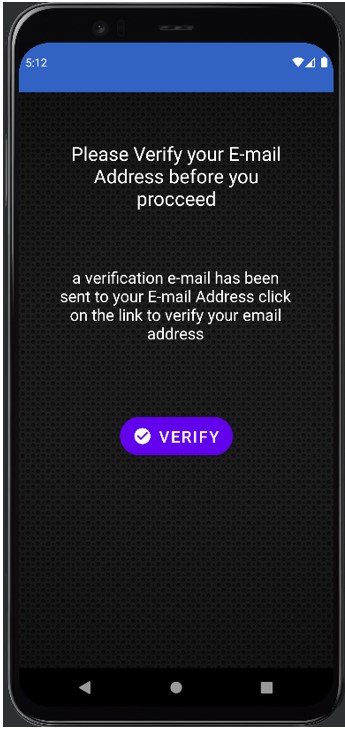 5:12
Please Verify your E-mail
Address before you
procceed
a verification e-mail has been
sent to your E-mail Address click
on the link to verify your email
address
VERIFY